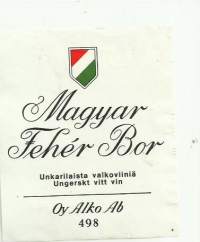 Magyar
Fehér Bor
Unkarilaista valkoviiniä
Ungerskt vitt vin
Oy Alko Ab
498